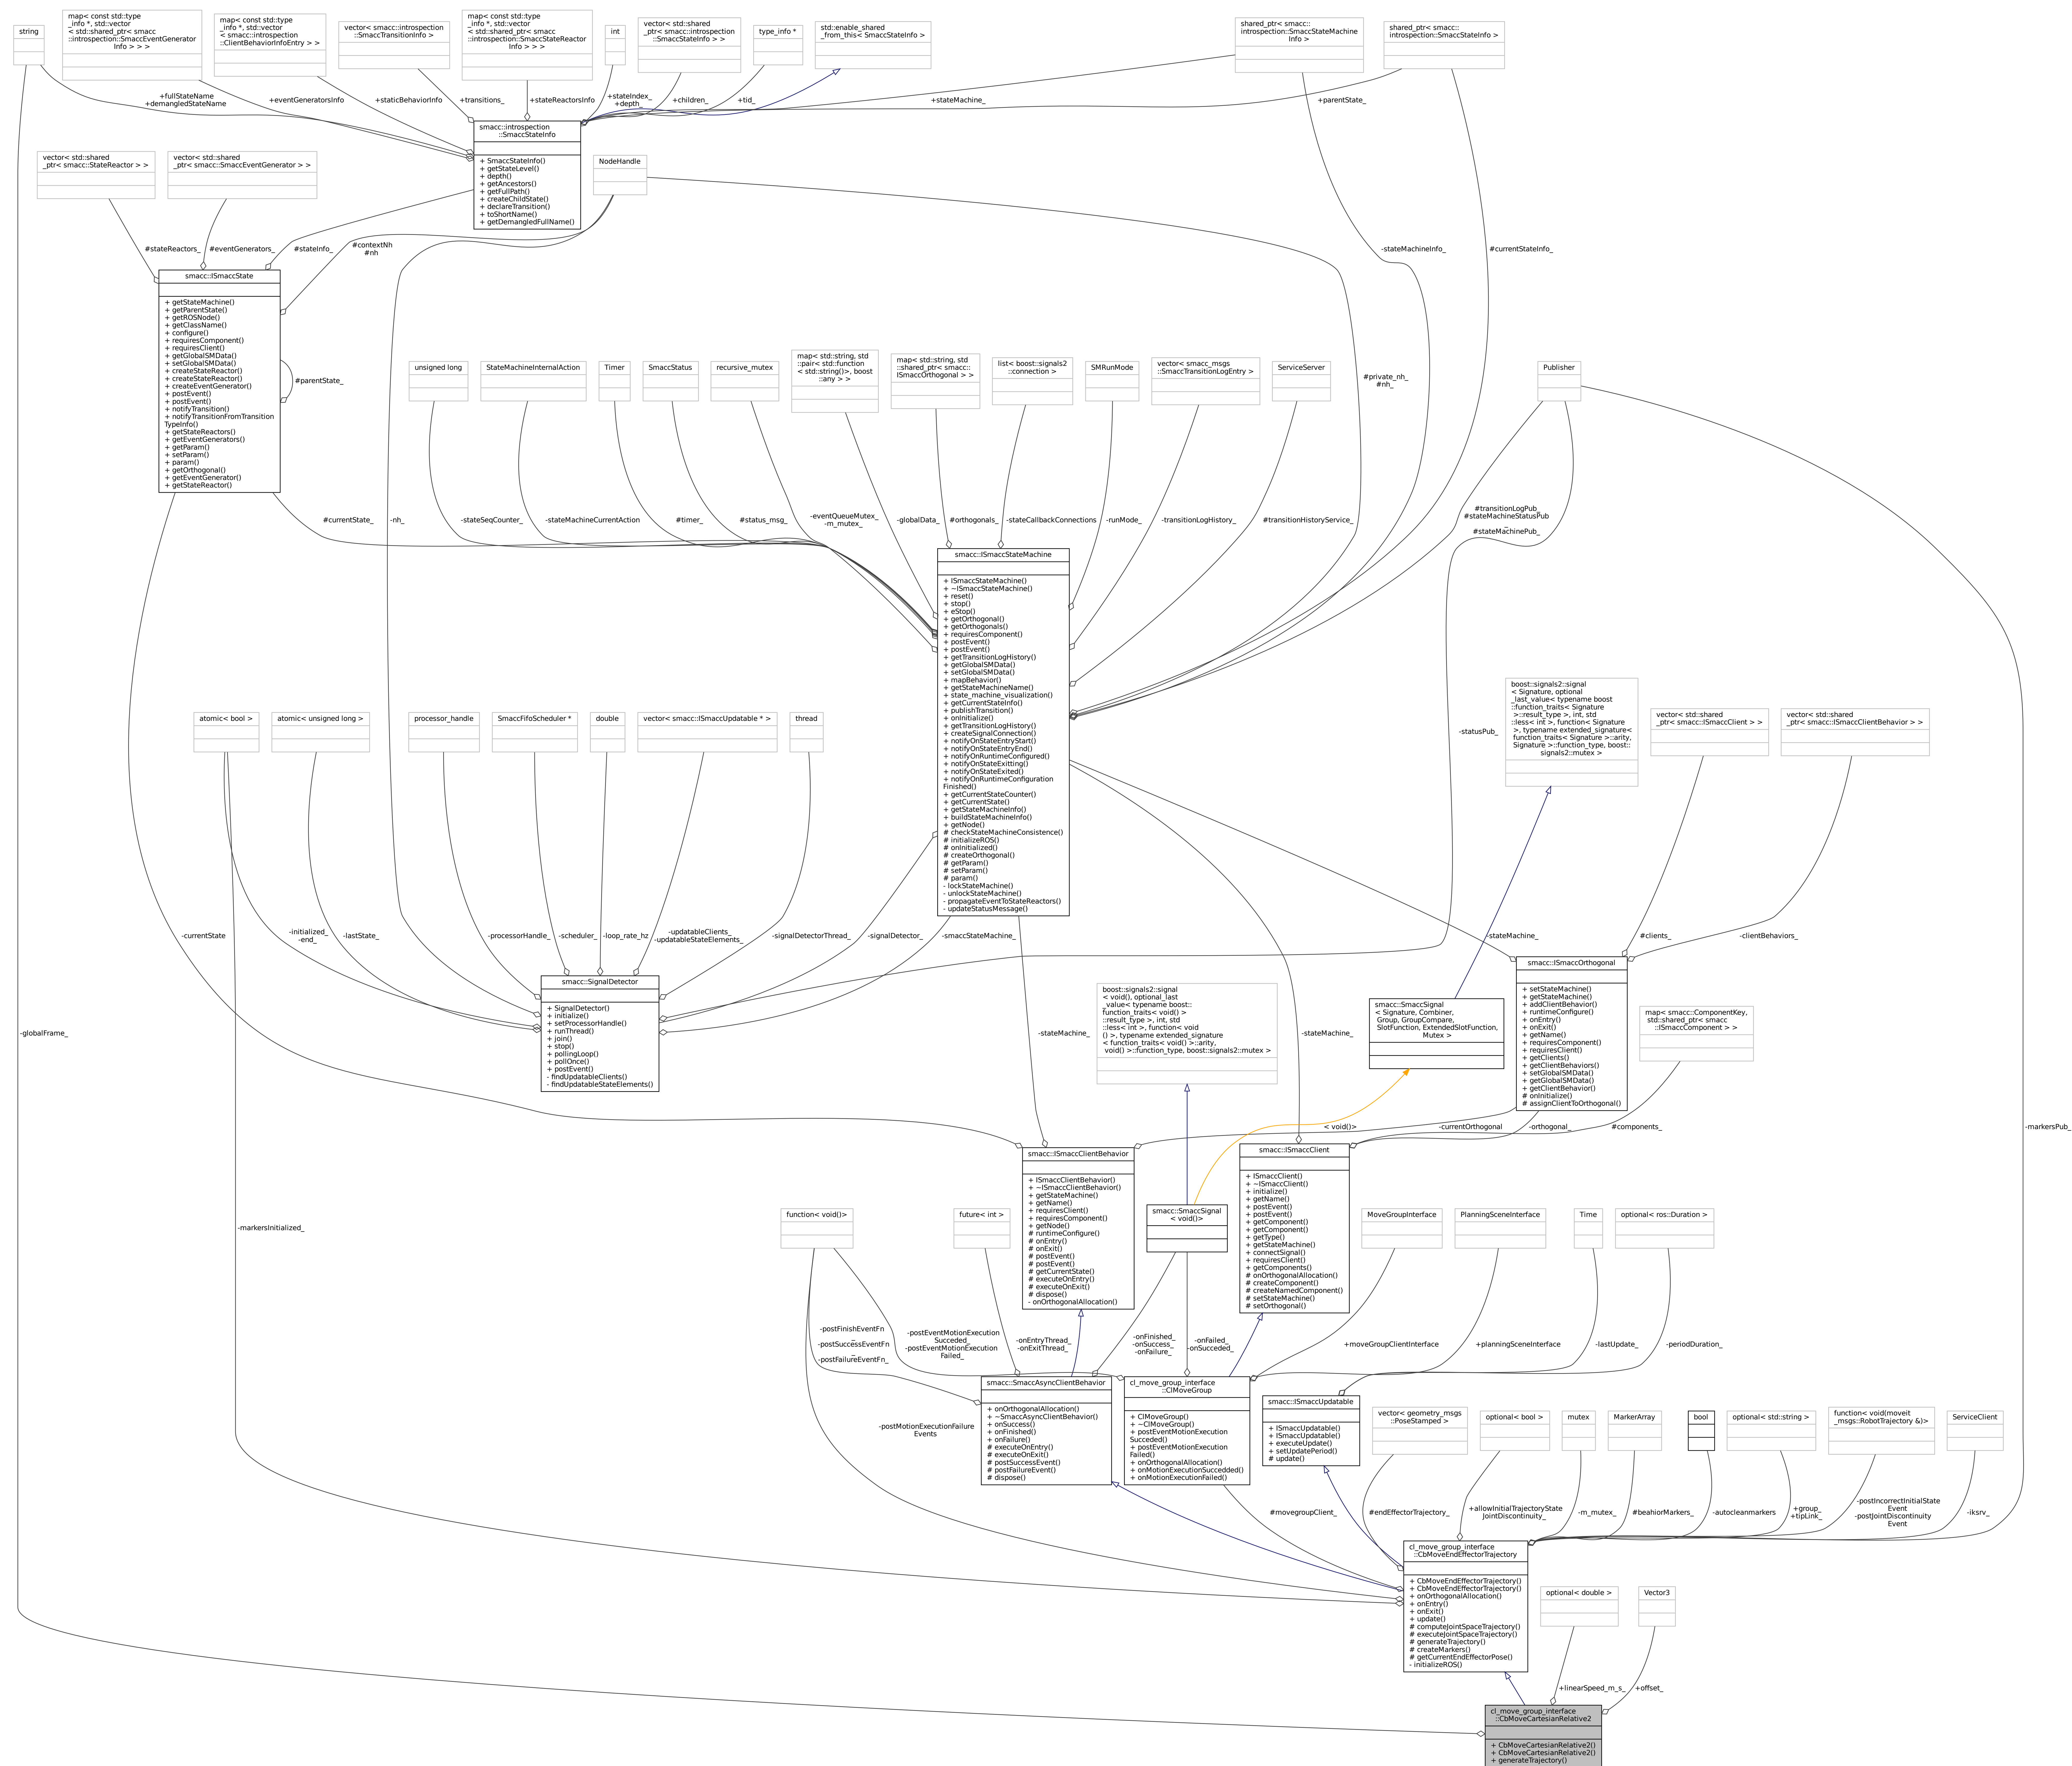 string
map< const std::type
_info *, std::vector
< std::shared_ptr< smacc
::introspection::SmaccEventGenerator
Info > > >
map< const std::type
_info *, std::vector
< smacc::introspection
::ClientBehaviorInfoEntry > >
vector< smacc::introspection
::SmaccTransitionInfo >
map< const std::type
_info *, std::vector
< std::shared_ptr< smacc
::introspection::SmaccStateReactor
Info > > >
int
vector< std::shared
_ptr< smacc::introspection
::SmaccStateInfo > >
type_info *
std::enable_shared
_from_this< SmaccStateInfo >
shared_ptr< smacc::
introspection::SmaccStateMachine
Info >
shared_ptr< smacc::
introspection::SmaccStateInfo >
+fullStateName
+demangledStateName
+eventGeneratorsInfo
+staticBehaviorInfo
+transitions_
+stateReactorsInfo
+stateIndex_
+depth_
+children_
+tid_
+stateMachine_
+parentState_
smacc::introspection
::SmaccStateInfo
+ SmaccStateInfo()
+ getStateLevel()
+ depth()
+ getAncestors()
+ getFullPath()
+ createChildState()
+ declareTransition()
+ toShortName()
+ getDemangledFullName()
vector< std::shared
_ptr< smacc::StateReactor > >
vector< std::shared
_ptr< smacc::SmaccEventGenerator > >
NodeHandle
#stateReactors_
#eventGenerators_
#stateInfo_
#contextNh
#nh
-stateMachineInfo_
#currentStateInfo_
smacc::ISmaccState
+ getStateMachine()
+ getParentState()
+ getROSNode()
+ getClassName()
+ configure()
+ requiresComponent()
+ requiresClient()
+ getGlobalSMData()
+ setGlobalSMData()
+ createStateReactor()
+ createStateReactor()
+ createEventGenerator()
+ postEvent()
+ postEvent()
+ notifyTransition()
+ notifyTransitionFromTransition
TypeInfo()
+ getStateReactors()
+ getEventGenerators()
+ getParam()
+ setParam()
+ param()
+ getOrthogonal()
+ getEventGenerator()
+ getStateReactor()
#parentState_
unsigned long
StateMachineInternalAction
Timer
SmaccStatus
recursive_mutex
map< std::string, std
::pair< std::function
< std::string()>, boost
::any > >
map< std::string, std
::shared_ptr< smacc::
ISmaccOrthogonal > >
list< boost::signals2
::connection >
SMRunMode
vector< smacc_msgs
::SmaccTransitionLogEntry >
ServiceServer
#private_nh_
#nh_
Publisher
#currentState_
-nh_
-stateSeqCounter_
-stateMachineCurrentAction
#timer_
#status_msg_
-eventQueueMutex_
-m_mutex_
-globalData_
#orthogonals_
-stateCallbackConnections
-runMode_
-transitionLogHistory_
#transitionHistoryService_
#transitionLogPub_
#stateMachineStatusPub
_
#stateMachinePub_
smacc::ISmaccStateMachine
+ ISmaccStateMachine()
+ ~ISmaccStateMachine()
+ reset()
+ stop()
+ eStop()
+ getOrthogonal()
+ getOrthogonals()
+ requiresComponent()
+ postEvent()
+ postEvent()
+ getTransitionLogHistory()
+ getGlobalSMData()
+ setGlobalSMData()
+ mapBehavior()
+ getStateMachineName()
+ state_machine_visualization()
+ getCurrentStateInfo()
+ publishTransition()
+ onInitialize()
+ getTransitionLogHistory()
+ createSignalConnection()
+ notifyOnStateEntryStart()
+ notifyOnStateEntryEnd()
+ notifyOnRuntimeConfigured()
+ notifyOnStateExitting()
+ notifyOnStateExited()
+ notifyOnRuntimeConfiguration
Finished()
+ getCurrentStateCounter()
+ getCurrentState()
+ getStateMachineInfo()
+ buildStateMachineInfo()
+ getNode()
# checkStateMachineConsistence()
# initializeROS()
# onInitialized()
# createOrthogonal()
# getParam()
# setParam()
# param()
- lockStateMachine()
- unlockStateMachine()
- propagateEventToStateReactors()
- updateStatusMessage()
atomic< bool >
atomic< unsigned long >
processor_handle
SmaccFifoScheduler *
double
vector< smacc::ISmaccUpdatable * >
thread
-statusPub_
boost::signals2::signal
< Signature, optional
_last_value< typename boost
::function_traits< Signature
>::result_type >, int, std
::less< int >, function< Signature
>, typename extended_signature<
function_traits< Signature >::arity,
Signature >::function_type, boost::
signals2::mutex >
vector< std::shared
_ptr< smacc::ISmaccClient > >
vector< std::shared
_ptr< smacc::ISmaccClientBehavior > >
-currentState
-initialized_
-end_
-lastState_
-processorHandle_
-scheduler_
-loop_rate_hz
-updatableClients_
-updatableStateElements_
-signalDetectorThread_
-signalDetector_
-smaccStateMachine_
-stateMachine_
#clients_
-clientBehaviors_
smacc::SignalDetector
+ SignalDetector()
+ initialize()
+ setProcessorHandle()
+ runThread()
+ join()
+ stop()
+ pollingLoop()
+ pollOnce()
+ postEvent()
- findUpdatableClients()
- findUpdatableStateElements()
-globalFrame_
-stateMachine_
boost::signals2::signal
< void(), optional_last
_value< typename boost::
function_traits< void()
>::result_type >, int, std
::less< int >, function< void
() >, typename extended_signature
< function_traits< void() >::arity,
void() >::function_type, boost::signals2::mutex >
-stateMachine_
smacc::SmaccSignal
< Signature, Combiner,
Group, GroupCompare,
SlotFunction, ExtendedSlotFunction,
Mutex >
smacc::ISmaccOrthogonal
+ setStateMachine()
+ getStateMachine()
+ addClientBehavior()
+ runtimeConfigure()
+ onEntry()
+ onExit()
+ getName()
+ requiresComponent()
+ requiresClient()
+ getClients()
+ getClientBehaviors()
+ setGlobalSMData()
+ getGlobalSMData()
+ getClientBehavior()
# onInitialize()
# assignClientToOrthogonal()
map< smacc::ComponentKey,
std::shared_ptr< smacc
::ISmaccComponent > >
< void()>
-currentOrthogonal
-orthogonal_
#components_
-markersPub_
smacc::ISmaccClientBehavior
+ ISmaccClientBehavior()
+ ~ISmaccClientBehavior()
+ getStateMachine()
+ getName()
+ requiresClient()
+ requiresComponent()
+ getNode()
# runtimeConfigure()
# onEntry()
# onExit()
# postEvent()
# postEvent()
# getCurrentState()
# executeOnEntry()
# executeOnExit()
# dispose()
- onOrthogonalAllocation()
smacc::ISmaccClient
+ ISmaccClient()
+ ~ISmaccClient()
+ initialize()
+ getName()
+ postEvent()
+ postEvent()
+ getComponent()
+ getComponent()
+ getType()
+ getStateMachine()
+ connectSignal()
+ requiresClient()
+ getComponents()
# onOrthogonalAllocation()
# createComponent()
# createNamedComponent()
# setStateMachine()
# setOrthogonal()
-markersInitialized_
function< void()>
future< int >
smacc::SmaccSignal
< void()>
MoveGroupInterface
PlanningSceneInterface
Time
optional< ros::Duration >
-postFinishEventFn
_
-postSuccessEventFn
_
-postFailureEventFn_
-postEventMotionExecution
Succeded_
-postEventMotionExecution
Failed_
-onEntryThread_
-onExitThread_
-onFinished_
-onSuccess_
-onFailure_
-onFailed_
-onSucceded_
+moveGroupClientInterface
+planningSceneInterface
-lastUpdate_
-periodDuration_
smacc::SmaccAsyncClientBehavior
+ onOrthogonalAllocation()
+ ~SmaccAsyncClientBehavior()
+ onSuccess()
+ onFinished()
+ onFailure()
# executeOnEntry()
# executeOnExit()
# postSuccessEvent()
# postFailureEvent()
# dispose()
cl_move_group_interface
::ClMoveGroup
+ ClMoveGroup()
+ ~ClMoveGroup()
+ postEventMotionExecution
Succeded()
+ postEventMotionExecution
Failed()
+ onOrthogonalAllocation()
+ onMotionExecutionSuccedded()
+ onMotionExecutionFailed()
smacc::ISmaccUpdatable
+ ISmaccUpdatable()
+ ISmaccUpdatable()
+ executeUpdate()
+ setUpdatePeriod()
# update()
vector< geometry_msgs
::PoseStamped >
optional< bool >
mutex
MarkerArray
bool
optional< std::string >
function< void(moveit
_msgs::RobotTrajectory &)>
ServiceClient
-postMotionExecutionFailure
Events
#movegroupClient_
#endEffectorTrajectory_
+allowInitialTrajectoryState
JointDiscontinuity_
-m_mutex_
#beahiorMarkers_
-autocleanmarkers
+group_
+tipLink_
-postIncorrectInitialState
Event
-postJointDiscontinuity
Event
-iksrv_
cl_move_group_interface
::CbMoveEndEffectorTrajectory
+ CbMoveEndEffectorTrajectory()
+ CbMoveEndEffectorTrajectory()
+ onOrthogonalAllocation()
+ onEntry()
+ onExit()
+ update()
# computeJointSpaceTrajectory()
# executeJointSpaceTrajectory()
# generateTrajectory()
# createMarkers()
# getCurrentEndEffectorPose()
- initializeROS()
optional< double >
Vector3
+linearSpeed_m_s_
+offset_
cl_move_group_interface
::CbMoveCartesianRelative2
+ CbMoveCartesianRelative2()
+ CbMoveCartesianRelative2()
+ generateTrajectory()